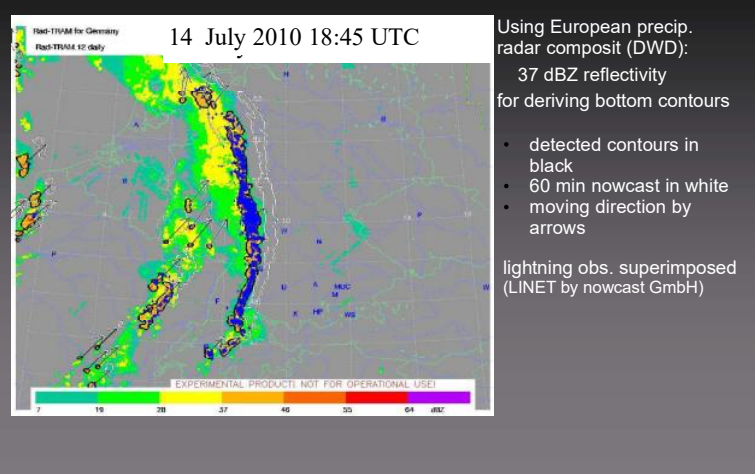 Rad-TRAM for Germany
Rad-TRAM.12 daily
14 July 2010 18:45 UTC
EXPERIMENTAL PRODUCT! NOT FOR OPERATIONAL USE!
7 19 28 37 46 55 64 dBZ
Using European precip.
radar composit (DWD):
37 dBZ reflectivity
for deriving bottom contours
• detected contours in
black
• 60 min nowcast in white
• moving direction by
arrows
lightning obs. superimposed
(LINET by nowcast GmbH)
H
A
B
B
P
P
N
U
A
MUC
M
F
K
HP
WS
W